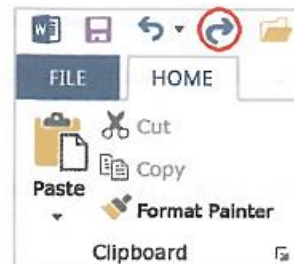 W
FILE HOME
Cut
Copy
Paste
Format Painter
Clipboard